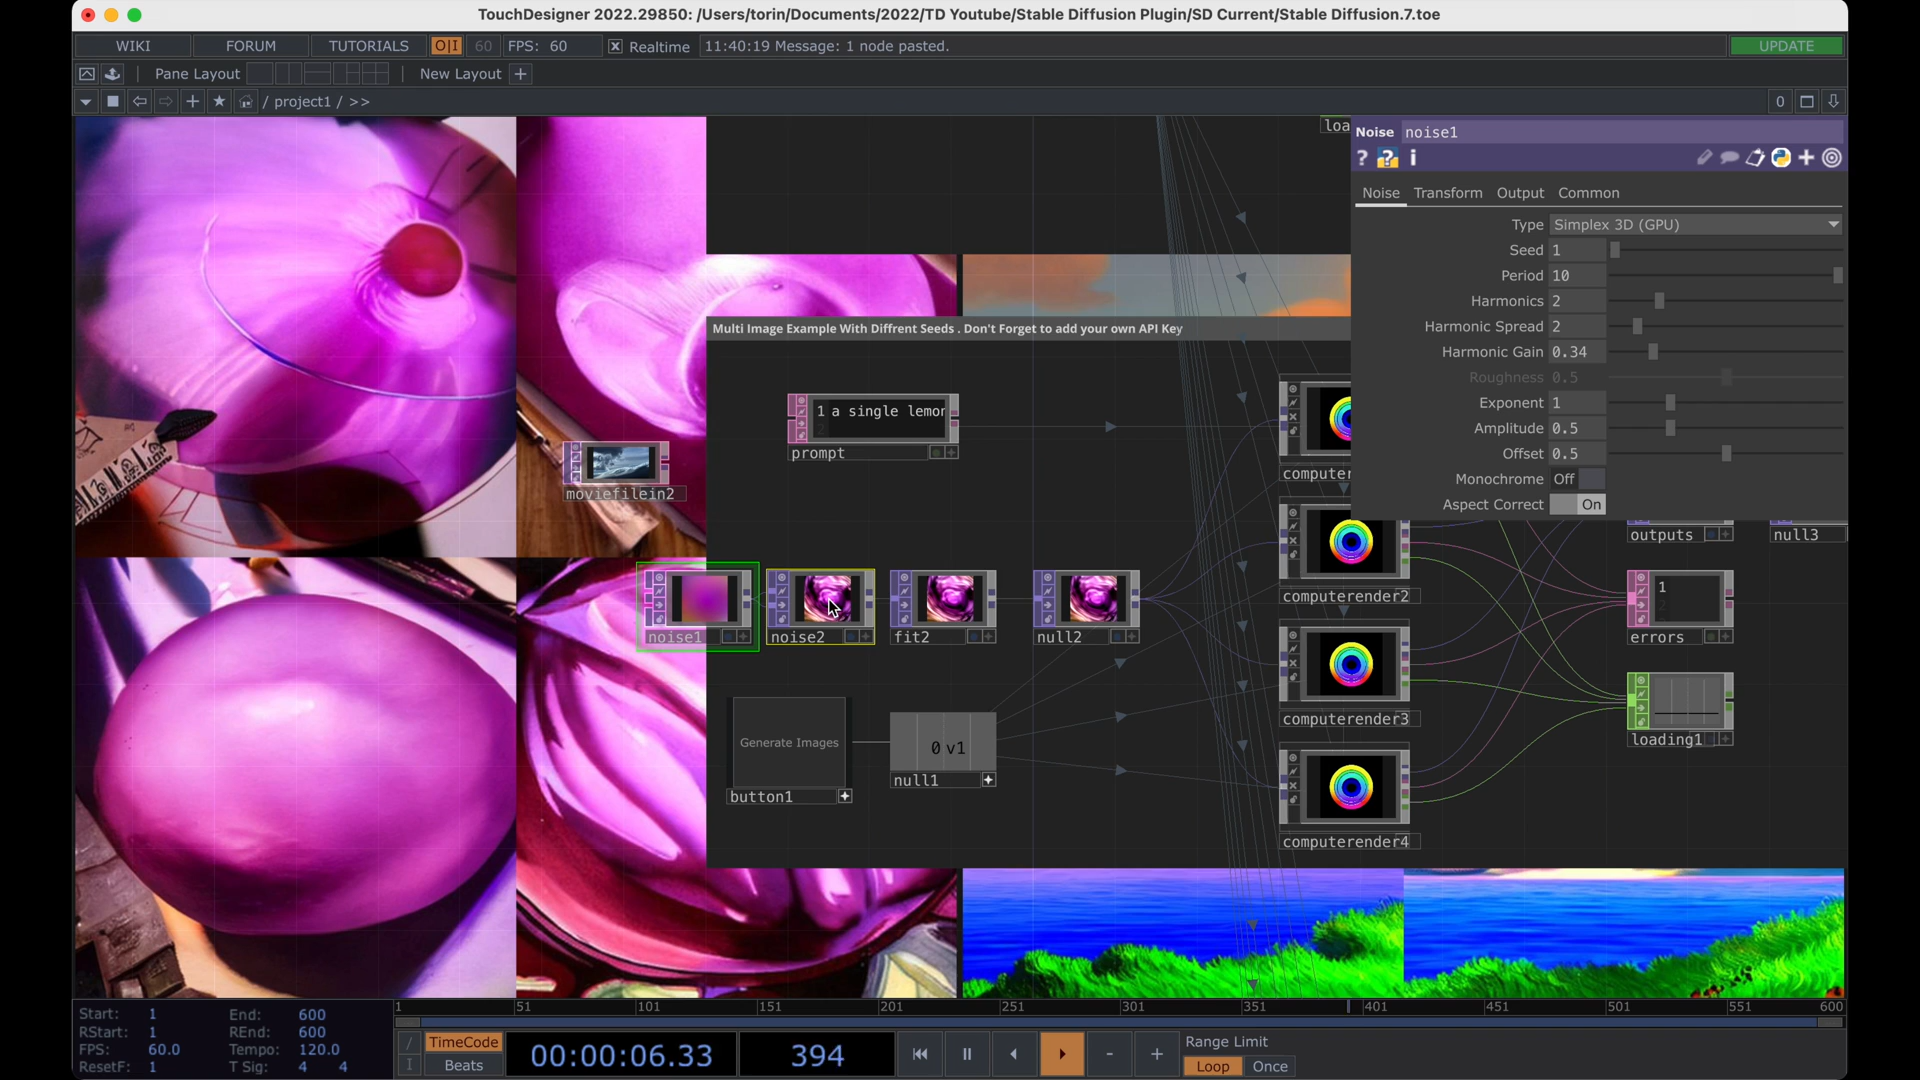 TouchDesigner 2022.29850: /Users/torin/Documents/2022/TD Youtube/Stable Diffusion Plugin/SD Current/Stable Diffusion.7.toe
WIKI FORUM TUTORIALS O|I 60 FPS: 60 Realtime 11:40:19 Message: 1 node pasted. UPDATE
Pane Layout New Layout +
/ project1 / >> 0
loa
Noise noise1
? i
Noise Transform Output Common
Type Simplex 3D (GPU)
Seed 1
Period 10
Harmonics 2
Harmonic Spread 2
Harmonic Gain 0.34
Roughness 0.5
Exponent 1
Amplitude 0.5
Offset 0.5
Monochrome Off
Aspect Correct On
Multi Image Example With Diffrent Seeds . Don't Forget to add your own API Key
1 a single lemor
2
prompt
moviefilein2
computer
computerender2
computerender3
computerender4
noise1 noise2 fit2 null2
Generate Images
button1
0 v1
null1
outputs null3
1
2
errors
loading1
1 51 101 151 201 251 301 351 401 451 501 551 600
Start: 1 End: 600
RStart: 1 REnd: 600
FPS: 60.0 Tempo: 120.0
ResetF: 1 T Sig: 4 4
TimeCode
Beats
00:00:06.33 394
- +
Range Limit
Loop Once